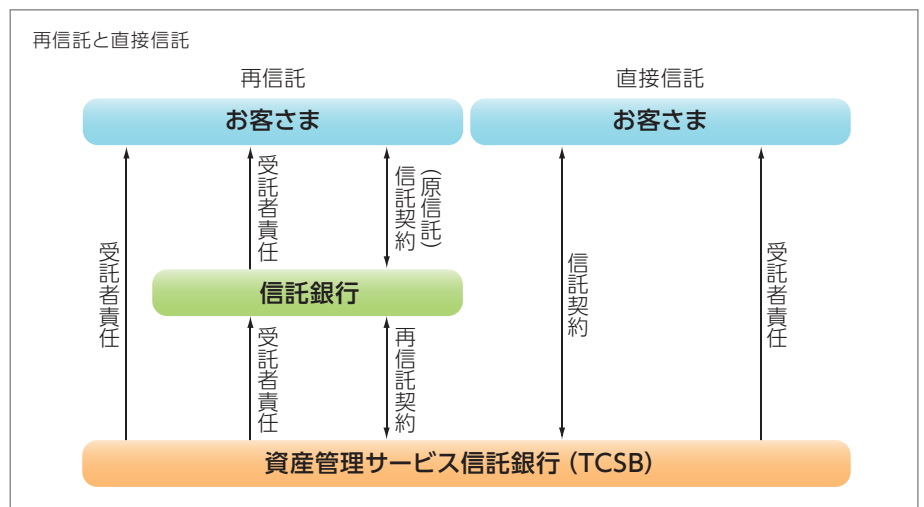 再信託と直接信託
再信託
直接信託
お客さま
お客さま
受託者責任
受託者責任
(原信託)
信託契約
信託契約
受託者責任
信託銀行
受託者責任
再信託契約
資産管理サービス信託銀行(TCSB)